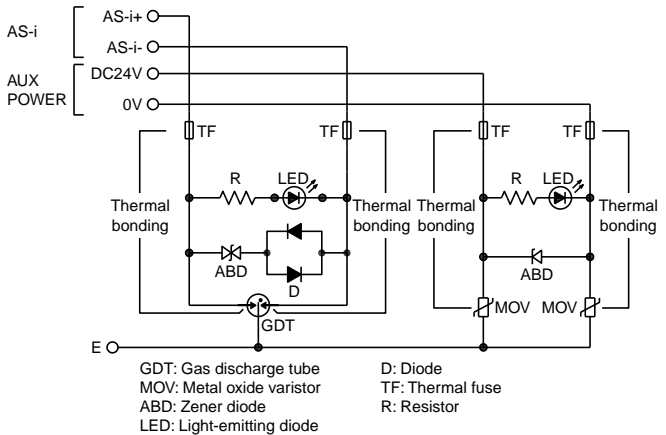 AS-i
AS-i+
AS-i-
AUX
POWER
DC24V
0V
TF
TF
TF
TF
R
LED
R
LED
Thermal
bonding
Thermal
bonding
Thermal
bonding
Thermal
bonding
ABD
D
ABD
GDT
MOV
MOV
E
GDT: Gas discharge tube
MOV: Metal oxide varistor
ABD: Zener diode
LED: Light-emitting diode
D: Diode
TF: Thermal fuse
R: Resistor